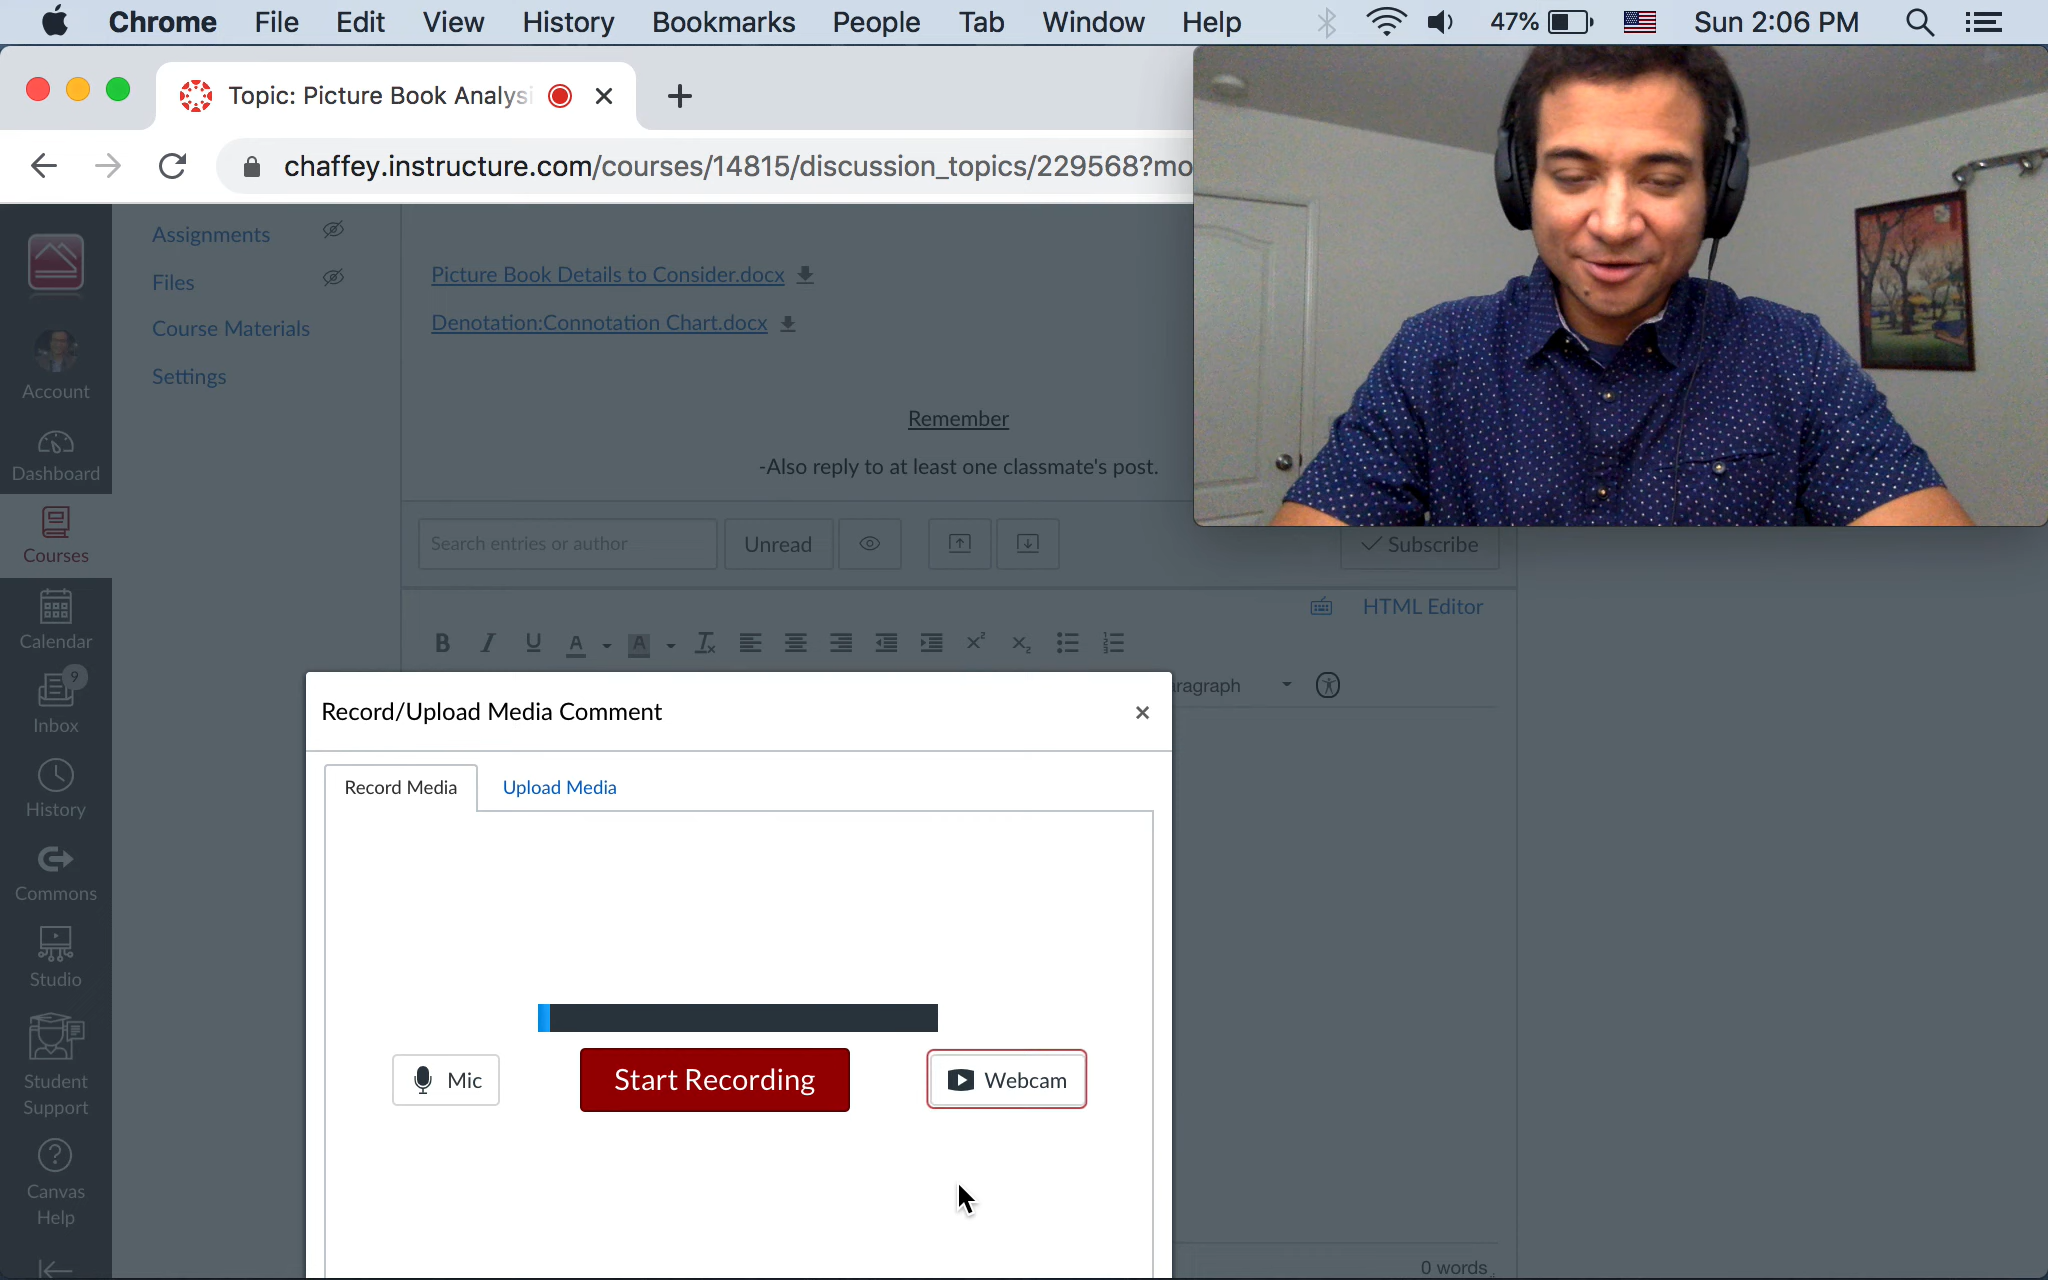 Chrome File Edit View History Bookmarks People Tab Window Help 47% Sun 2:06 PM
Topic: Picture Book Analysi
chaffey.instructure.com/courses/14815/discussion_topics/229568?mo
Assignments
Files
Course Materials
Settings
Account
Dashboard
Courses
Calendar
9
Inbox
History
Commons
Studio
Student
Support
?
Canvas
Help
Picture Book Details to Consider.docx
Denotation:Connotation Chart.docx
Remember
-Also reply to at least one classmate's post.
Search entries or author Unread Subscribe
HTML Editor
B I U A A Tx x² x₂
ragraph
Record/Upload Media Comment ×
Record Media Upload Media
Mic Start Recording Webcam
0 words